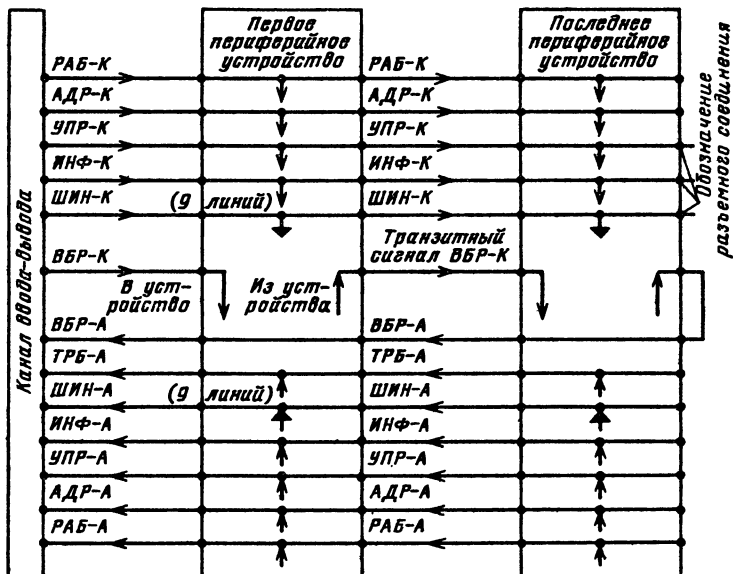 Первое
периферийное
устройство
Последнее
периферийное
устройство
Обозначение
разъемного соединения
Канал ввода-вывода
РАБ-К
РАБ-К
АДР-К
АДР-К
УПР-К
УПР-К
ИНФ-К
ИНФ-К
ШИН-К
(9 линий)
ШИН-К
ВБР-К
Транзитный
сигнал ВБР-К
В уст-
ройство
Из уст-
ройства
ВБР-А
ВБР-А
ТРБ-А
ТРБ-А
ШИН-А
(9 линий)
ШИН-А
ИНФ-А
ИНФ-А
УПР-А
УПР-А
АДР-А
АДР-А
РАБ-А
РАБ-А